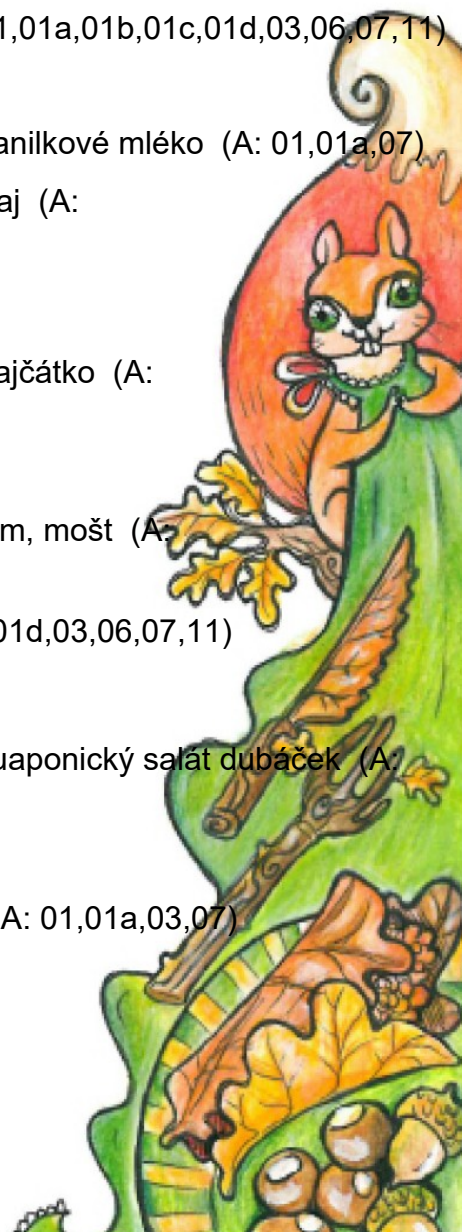 1,01a,01b,01c,01d,03,06,07,11)
anilkové mléko (A: 01,01a,07)
aj (A:
ajčátko (A:
m, mošt (A:
01d,03,06,07,11)
uaponický salát dubáček (A:
A: 01,01a,03,07)